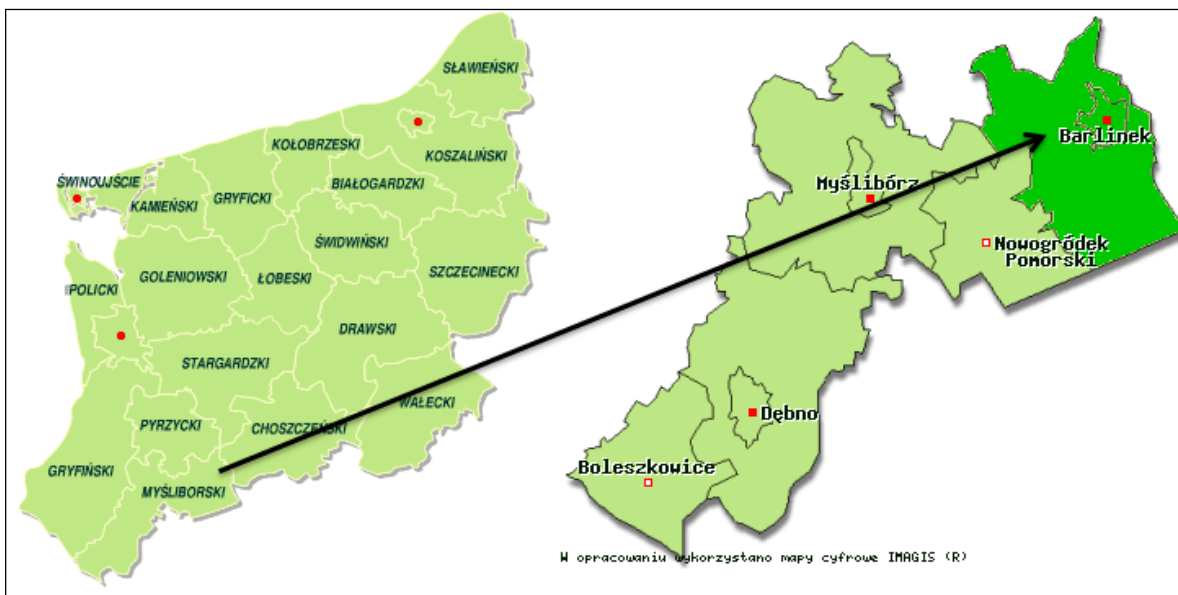 SŁAWIEŃSKI
KOŁOBRZESKI
KOSZALIŃSKI
ŚWINOUJŚCIE
BIAŁOGARDZKI
GRYFICKI
KAMIEŃSKI
ŚWIDWIŃSKI
GOLENIOWSKI
ŁOBESKI
SZCZECINECKI
POLICKI
DRAWSKI
STARGARDZKI
WAŁECKI
PYRZYCKI
CHOSZCZEŃSKI
GRYFIŃSKI
MYŚLIBORSKI
Barlinek
Myślibórz
Nowogródek
Pomorski
Dębno
Boleszkowice
W opracowaniu wykorzystano mapy cyfrowe IMAGIS (R)